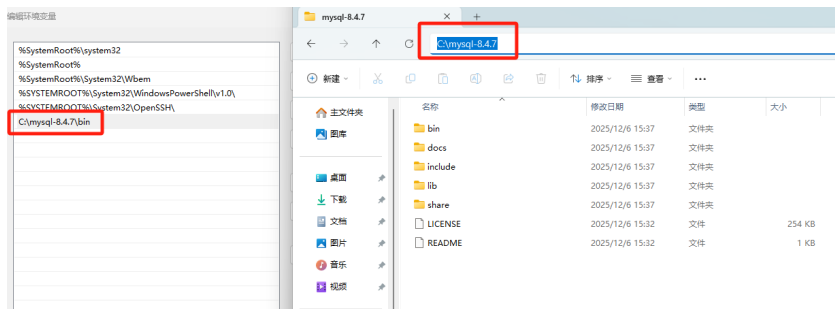 编辑环境变量
%SystemRoot%\system32
%SystemRoot%
%SystemRoot%\System32\Wbem
%SYSTEMROOT%\System32\WindowsPowerShell\v1.0\
%SYSTEMROOT%\System32\OpenSSH\
C:\mysql-8.4.7\bin
mysql-8.4.7
C:\mysql-8.4.7
新建
排序
查看
主文件夹
图库
桌面
下载
文档
图片
音乐
视频
名称 修改日期 类型 大小
bin 2025/12/6 15:37 文件夹
docs 2025/12/6 15:37 文件夹
include 2025/12/6 15:37 文件夹
lib 2025/12/6 15:37 文件夹
share 2025/12/6 15:37 文件夹
LICENSE 2025/12/6 15:32 文件 254 KB
README 2025/12/6 15:32 文件 1 KB